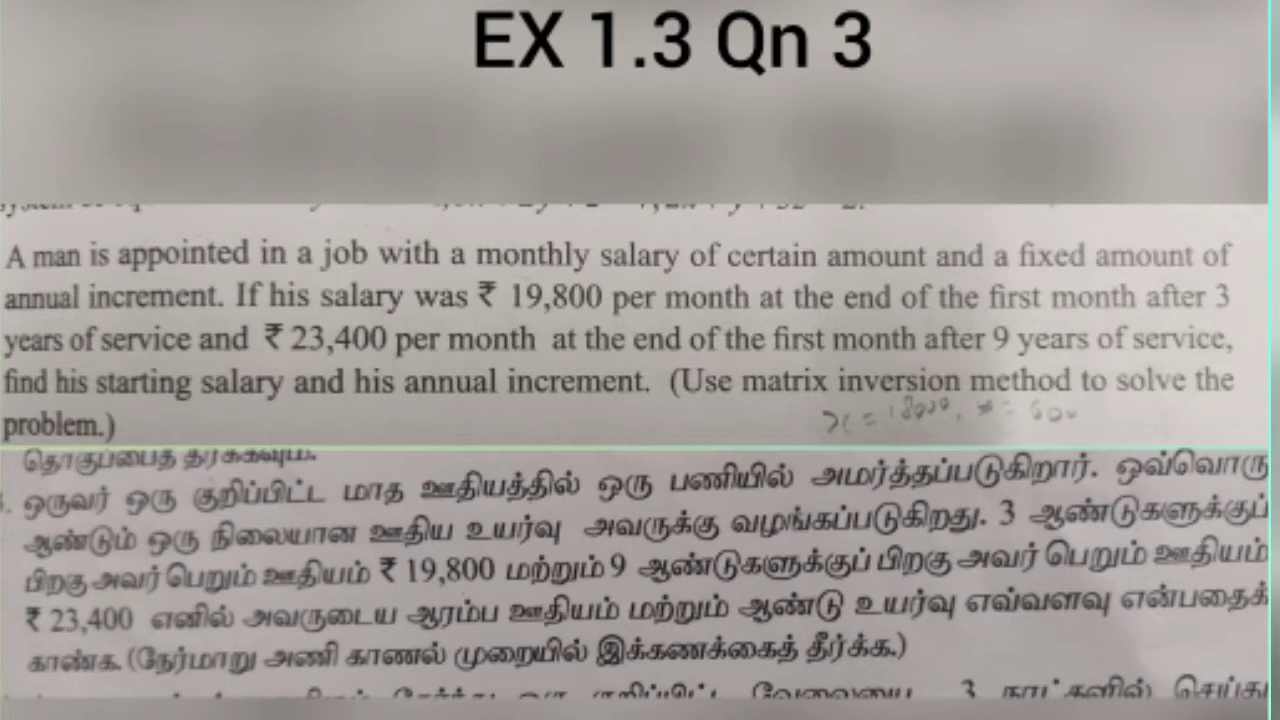 EX 1.3 Qn 3
A man is appointed in a job with a monthly salary of certain amount and a fixed amount of
annual increment. If his salary was ₹ 19,800 per month at the end of the first month after 3
years of service and ₹ 23,400 per month at the end of the first month after 9 years of service,
find his starting salary and his annual increment. (Use matrix inversion method to solve the
problem.)
தொகுப்பைத் தீர்க்கவும்.
ஒருவர் ஒரு குறிப்பிட்ட மாத ஊதியத்தில் ஒரு பணியில் அமர்த்தப்படுகிறார். ஒவ்வொரு
ஆண்டும் ஒரு நிலையான ஊதிய உயர்வு அவருக்கு வழங்கப்படுகிறது. 3 ஆண்டுகளுக்குப்
பிறகு அவர் பெறும் ஊதியம் ₹ 19,800 மற்றும் 9 ஆண்டுகளுக்குப் பிறகு அவர் பெறும் ஊதியம்
₹ 23,400 எனில் அவருடைய ஆரம்ப ஊதியம் மற்றும் ஆண்டு உயர்வு எவ்வளவு என்பதைக்
காண்க. (நேர்மாறு அணி காணல் முறையில் இக்கணக்கைத் தீர்க்க.)